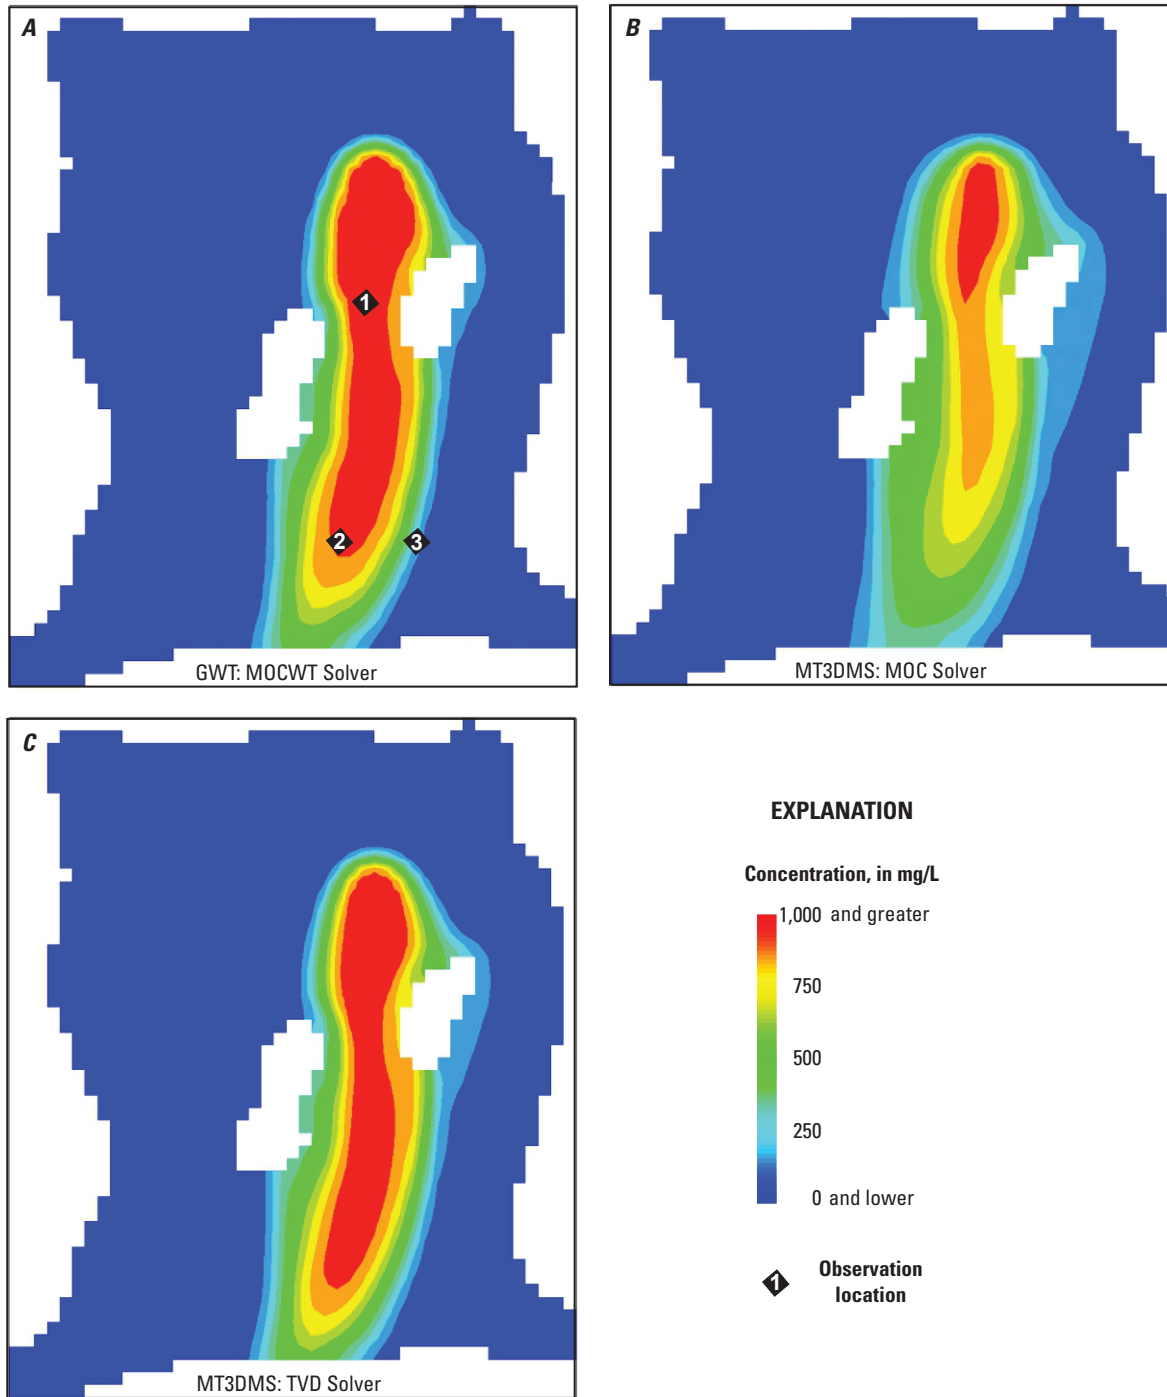 A
1
2
3
GWT: MOCWT Solver
B
MT3DMS: MOC Solver
C
MT3DMS: TVD Solver
EXPLANATION
Concentration, in mg/L
1,000 and greater
750
500
250
0 and lower
1
Observation
location